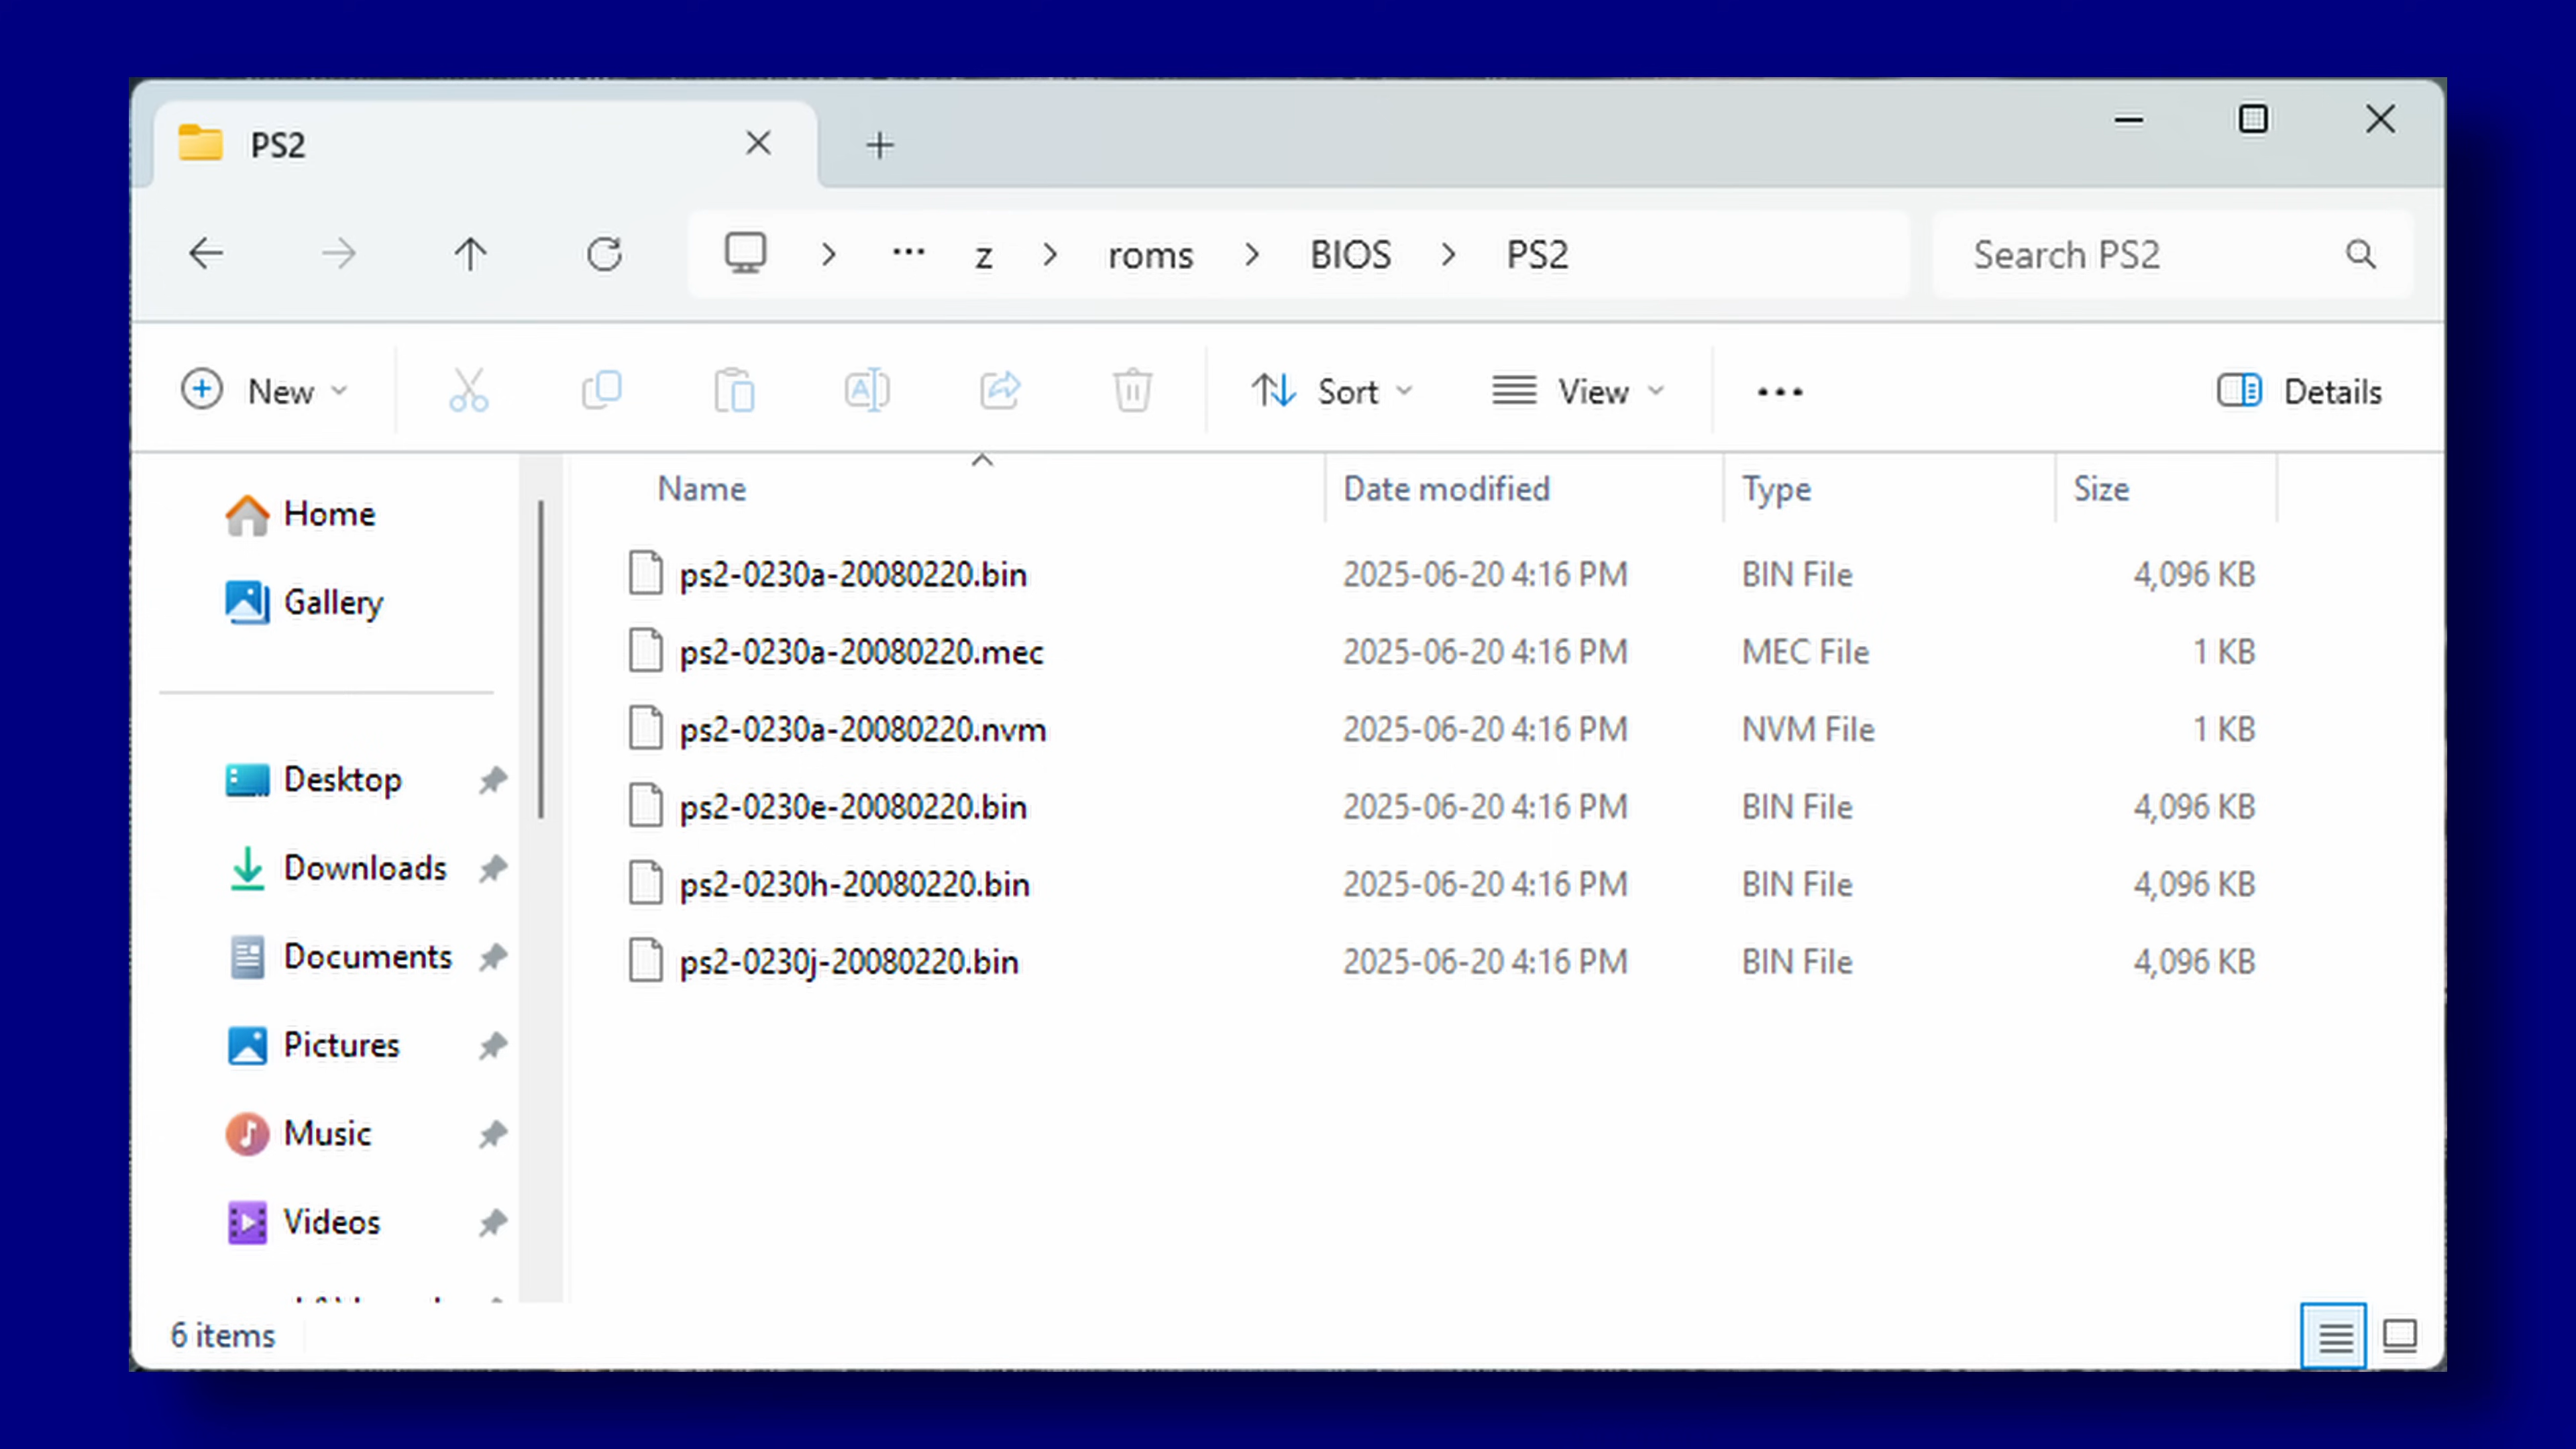 PS2
z > roms > BIOS > PS2
Search PS2
New
Sort
View
Details
Home
Gallery
Desktop
Downloads
Documents
Pictures
Music
Videos
Name Date modified Type Size
ps2-0230a-20080220.bin 2025-06-20 4:16 PM BIN File 4,096 KB
ps2-0230a-20080220.mec 2025-06-20 4:16 PM MEC File 1 KB
ps2-0230a-20080220.nvm 2025-06-20 4:16 PM NVM File 1 KB
ps2-0230e-20080220.bin 2025-06-20 4:16 PM BIN File 4,096 KB
ps2-0230h-20080220.bin 2025-06-20 4:16 PM BIN File 4,096 KB
ps2-0230j-20080220.bin 2025-06-20 4:16 PM BIN File 4,096 KB
6 items